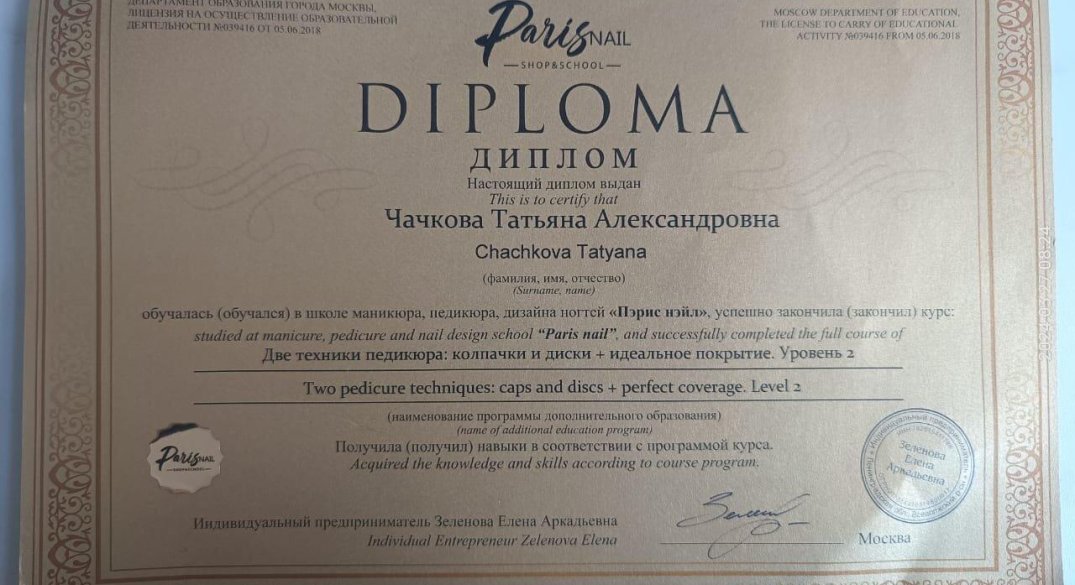 ДЕПАРТАМЕНТ ОБРАЗОВАНИЯ ГОРОДА МОСКВЫ,
ЛИЦЕНЗИЯ НА ОСУЩЕСТВЛЕНИЕ ОБРАЗОВАТЕЛЬНОЙ
ДЕЯТЕЛЬНОСТИ №039416 ОТ 05.06.2018
MOSCOW DEPARTMENT OF EDUCATION,
THE LICENSE TO CARRY OF EDUCATIONAL
ACTIVITY №039416 FROM 05.06.2018
Paris NAIL
SHOP&SCHOOL
DIPLOMA
ДИПЛОМ
Настоящий диплом выдан
This is to certify that
Чачкова Татьяна Александровна
Chachkova Tatyana
(фамилия, имя, отчество)
(Surname, name)
обучалась (обучался) в школе маникюра, педикюра, дизайна ногтей «Пэрис нэйл», успешно закончила (закончил) курс:
studied at manicure, pedicure and nail design school “Paris nail”, and successfully completed the full course of
Две техники педикюра: колпачки и диски + идеальное покрытие. Уровень 2
Two pedicure techniques: caps and discs + perfect coverage. Level 2
(наименование программы дополнительного образования)
(name of additional education program)
Получила (получил) навыки в соответствии с программой курса.
Acquired the knowledge and skills according to course program.
Paris NAIL
SHOP&SCHOOL
Индивидуальный предприниматель
Зеленова
Елена
Аркадьевна
Индивидуальный предприниматель Зеленова Елена Аркадьевна
Individual Entrepreneur Zelenova Elena
Москва